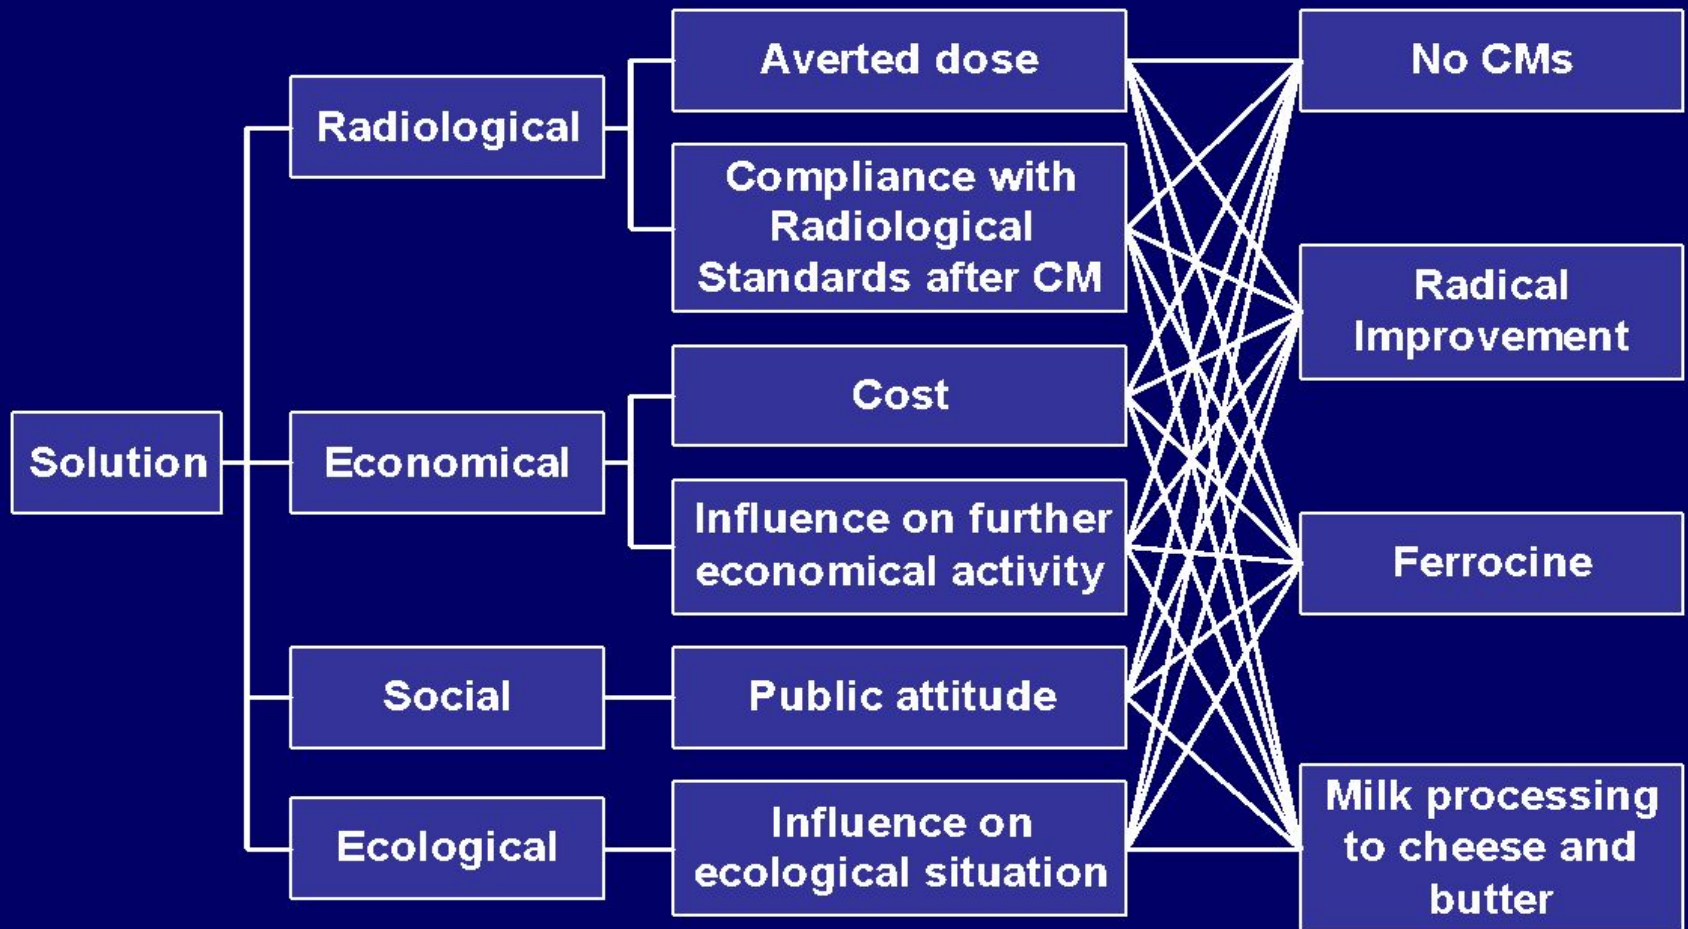 Solution
Radiological
Economical
Social
Ecological
Averted dose
Compliance with
Radiological
Standards after CM
Cost
Influence on further
economical activity
Public attitude
Influence on
ecological situation
No CMs
Radical
Improvement
Ferrocine
Milk processing
to cheese and
butter